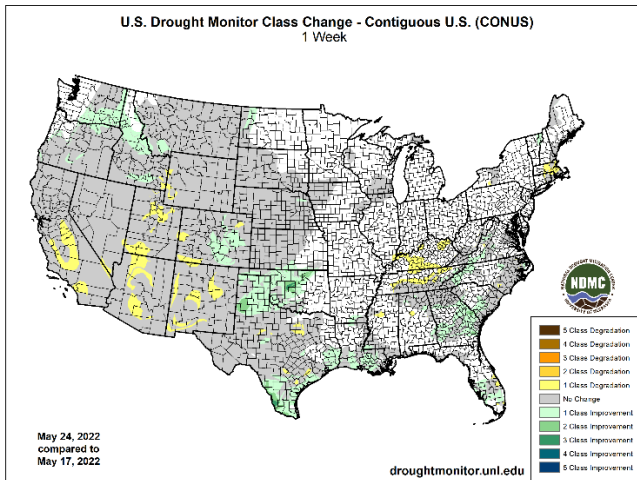 U.S. Drought Monitor Class Change - Contiguous U.S. (CONUS)
1 Week
NDMC
5 Class Degradation
4 Class Degradation
3 Class Degradation
2 Class Degradation
1 Class Degradation
No Change
1 Class Improvement
2 Class Improvement
3 Class Improvement
4 Class Improvement
5 Class Improvement
May 24, 2022
compared to
May 17, 2022
droughtmonitor.unl.edu